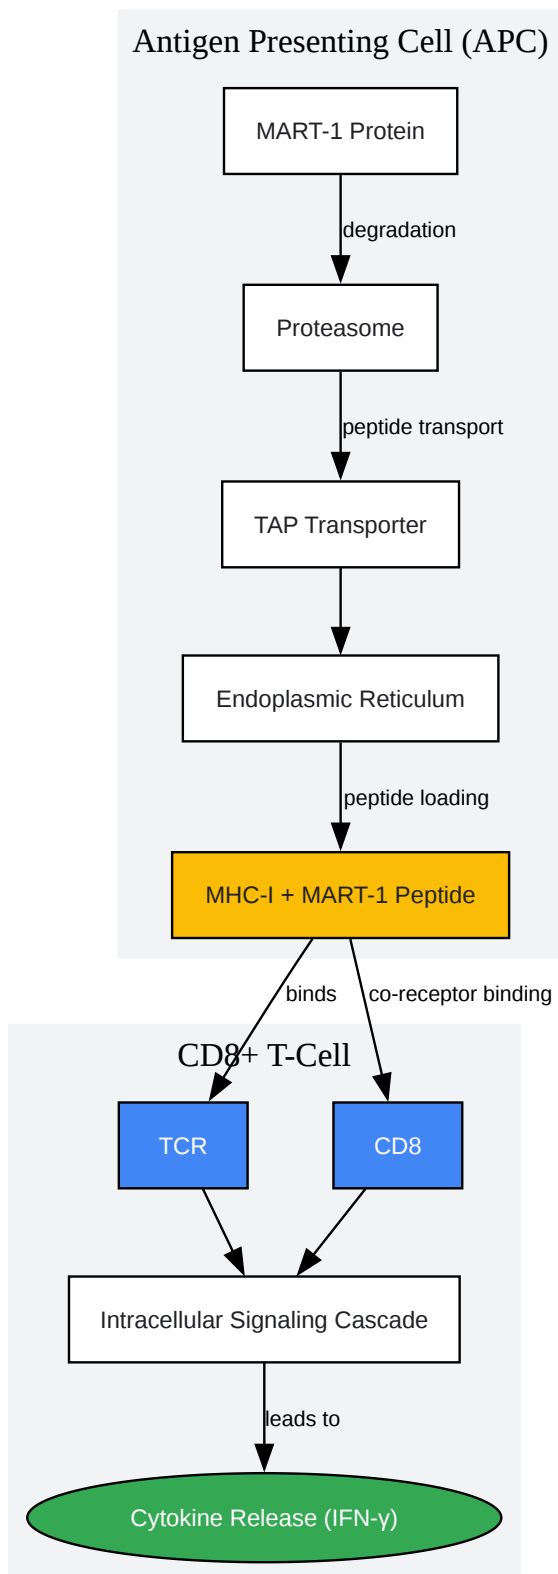 Antigen Presenting Cell (APC)
MART-1 Protein
degradation
Proteasome
peptide transport
TAP Transporter
Endoplasmic Reticulum
peptide loading
MHC-I + MART-1 Peptide
binds
co-receptor binding
CD8+ T-Cell
TCR
CD8
Intracellular Signaling Cascade
leads to
Cytokine Release (IFN-γ)